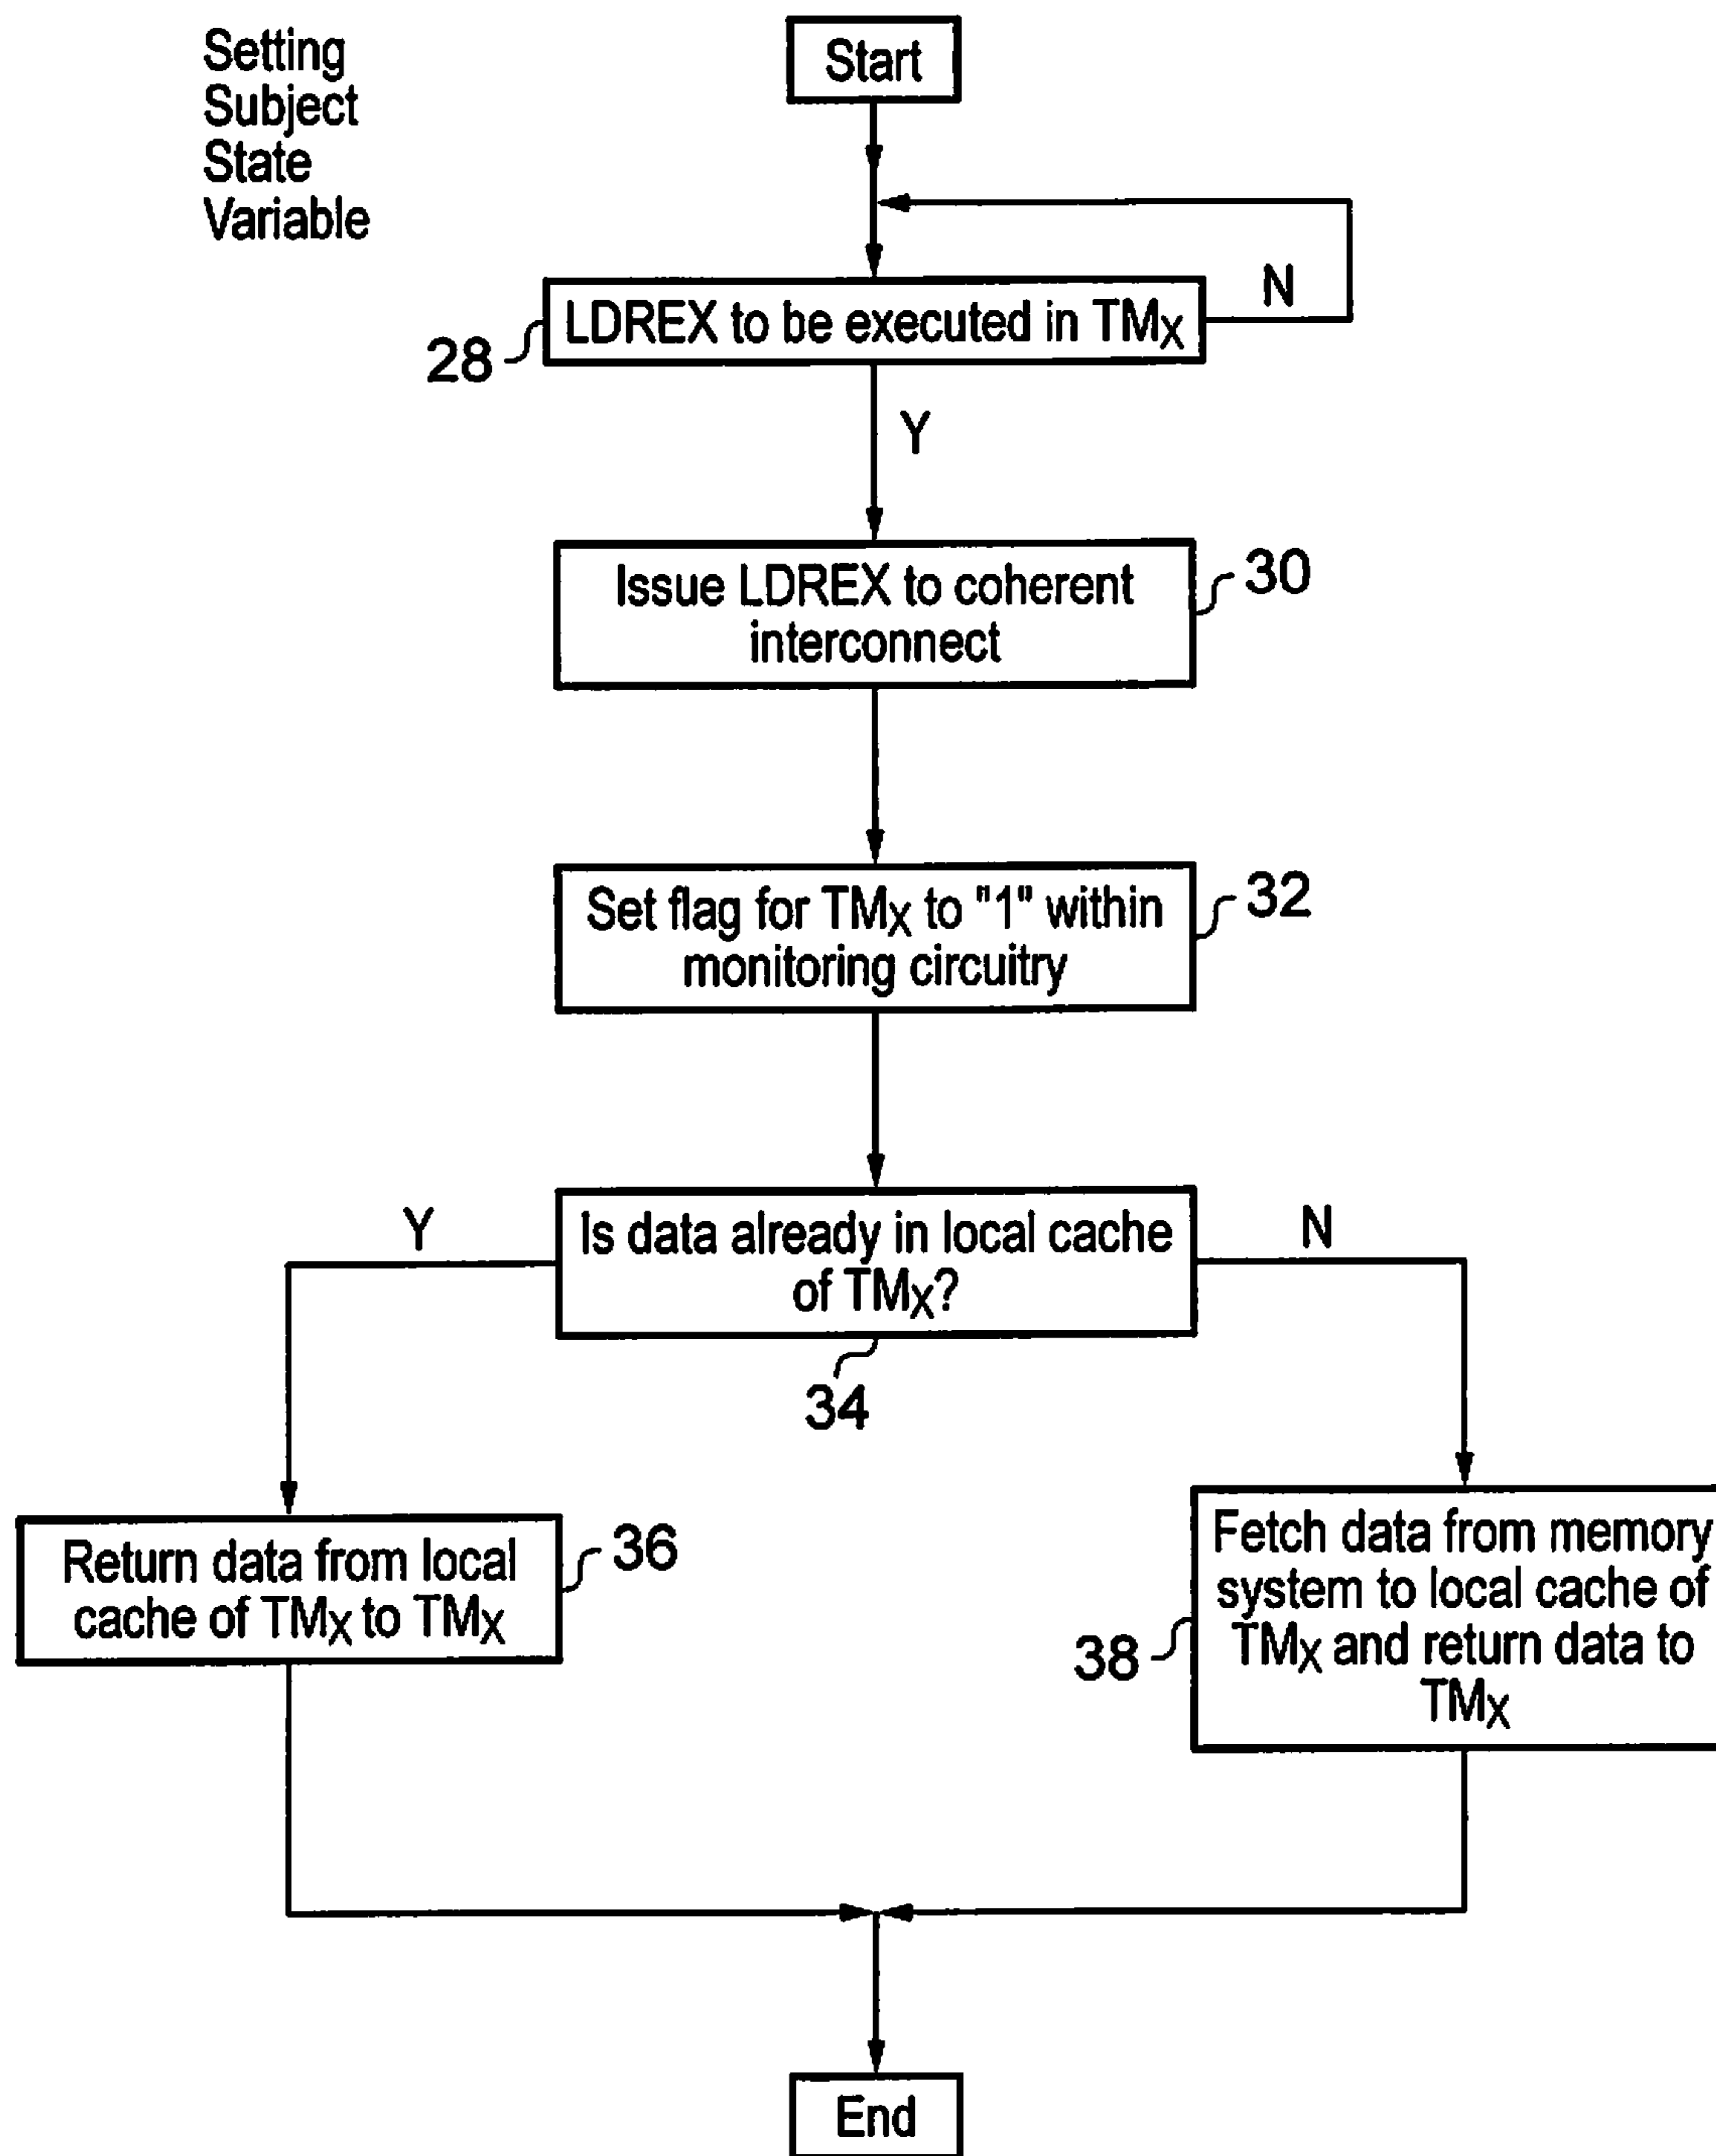 Setting
Subject
State
Variable
Start
LDREX to be executed in TMX
N
28
Y
Issue LDREX to coherent
interconnect
30
Set flag for TMX to "1" within
monitoring circuitry
32
Is data already in local cache
of TMX?
Y
N
34
Return data from local
cache of TMX to TMX
36
Fetch data from memory
system to local cache of
TMX and return data to
TMX
38
End